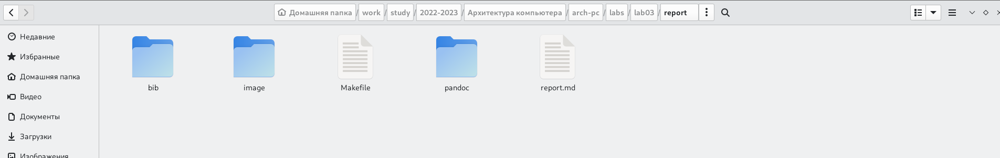 Домашняя папка / work / study / 2022-2023 / Архитектура компьютера / arch-pc / labs / lab03 / report
Недавние
Избранные
Домашняя папка
Видео
Документы
Загрузки
Изображения
bib
image
Makefile
pandoc
report.md